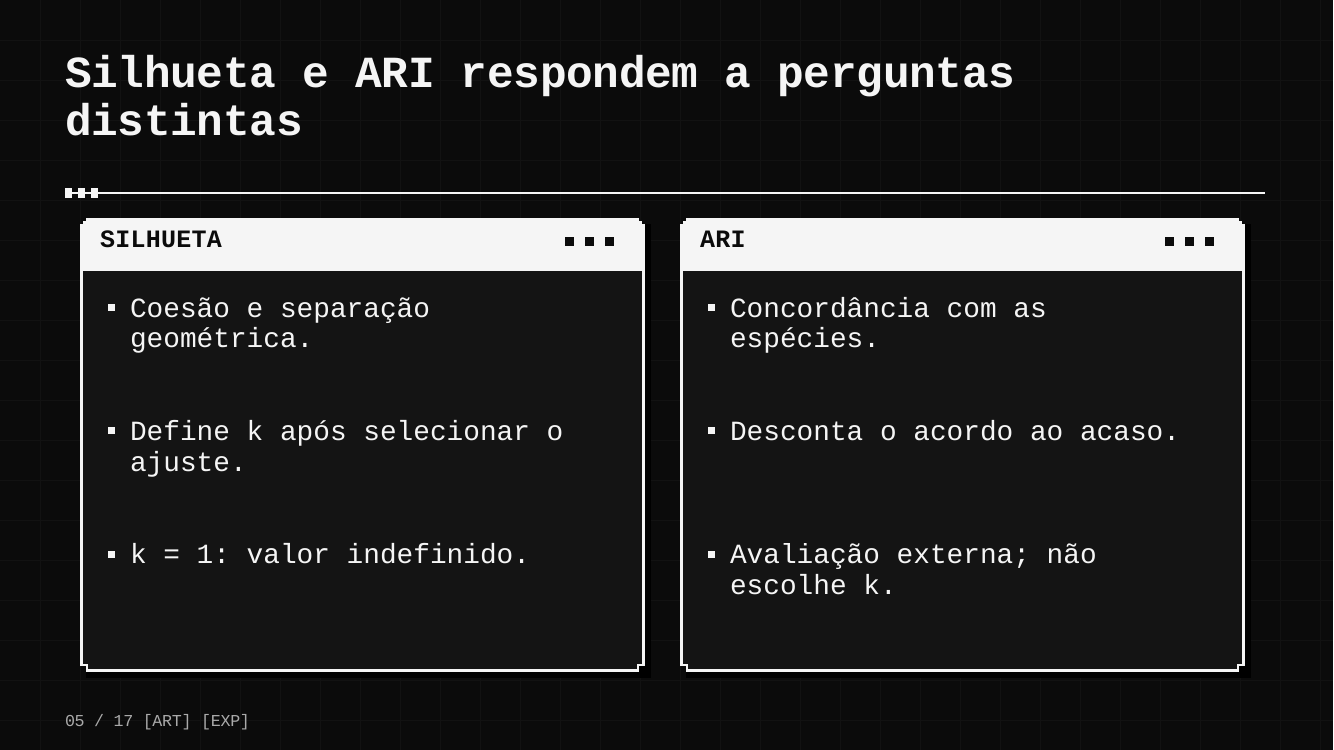 Silhueta e ARI respondem a perguntas
distintas
SILHUETA
Coesão e separação
geométrica.
Define k após selecionar o
ajuste.
k = 1: valor indefinido.
ARI
Concordância com as
espécies.
Desconta o acordo ao acaso.
Avaliação externa; não
escolhe k.
05 / 17 [ART] [EXP]